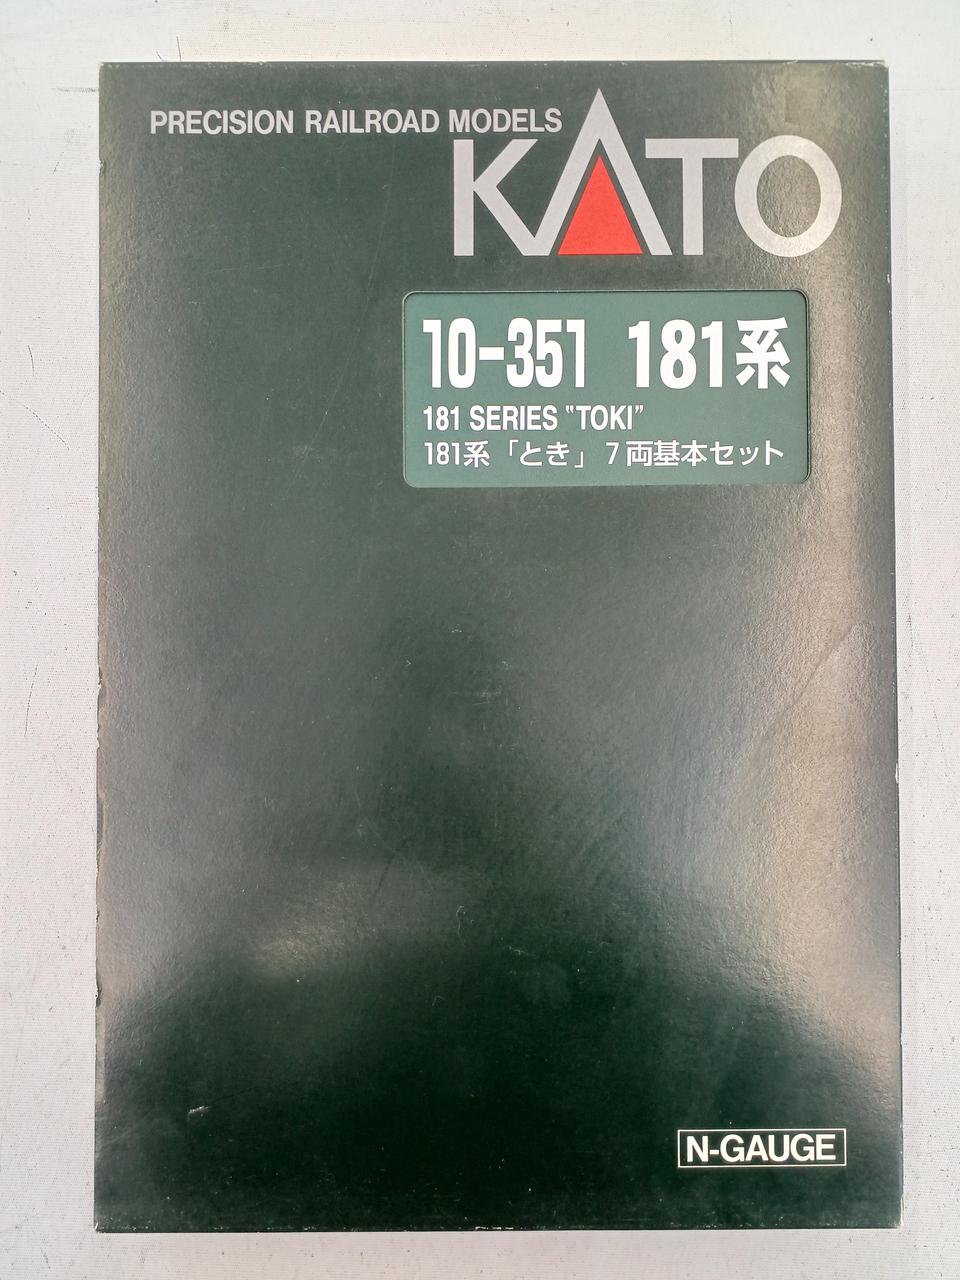 PRECISION RAILROAD MODELS
KATO
10-351 181系
181 SERIES "TOKI"
181系「とき」7両基本セット
N-GAUGE